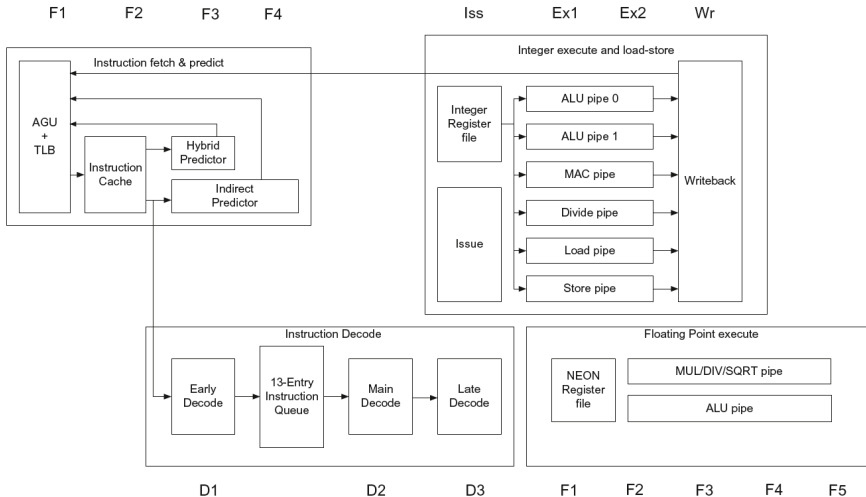 F1 F2 F3 F4 Iss Ex1 Ex2 Wr
Instruction fetch & predict
AGU
+
TLB
Instruction
Cache
Hybrid
Predictor
Indirect
Predictor
Integer execute and load-store
Integer
Register
file
Issue
ALU pipe 0
ALU pipe 1
MAC pipe
Divide pipe
Load pipe
Store pipe
Writeback
Instruction Decode
Early
Decode
13-Entry
Instruction
Queue
Main
Decode
Late
Decode
Floating Point execute
NEON
Register
file
MUL/DIV/SQRT pipe
ALU pipe
D1 D2 D3 F1 F2 F3 F4 F5